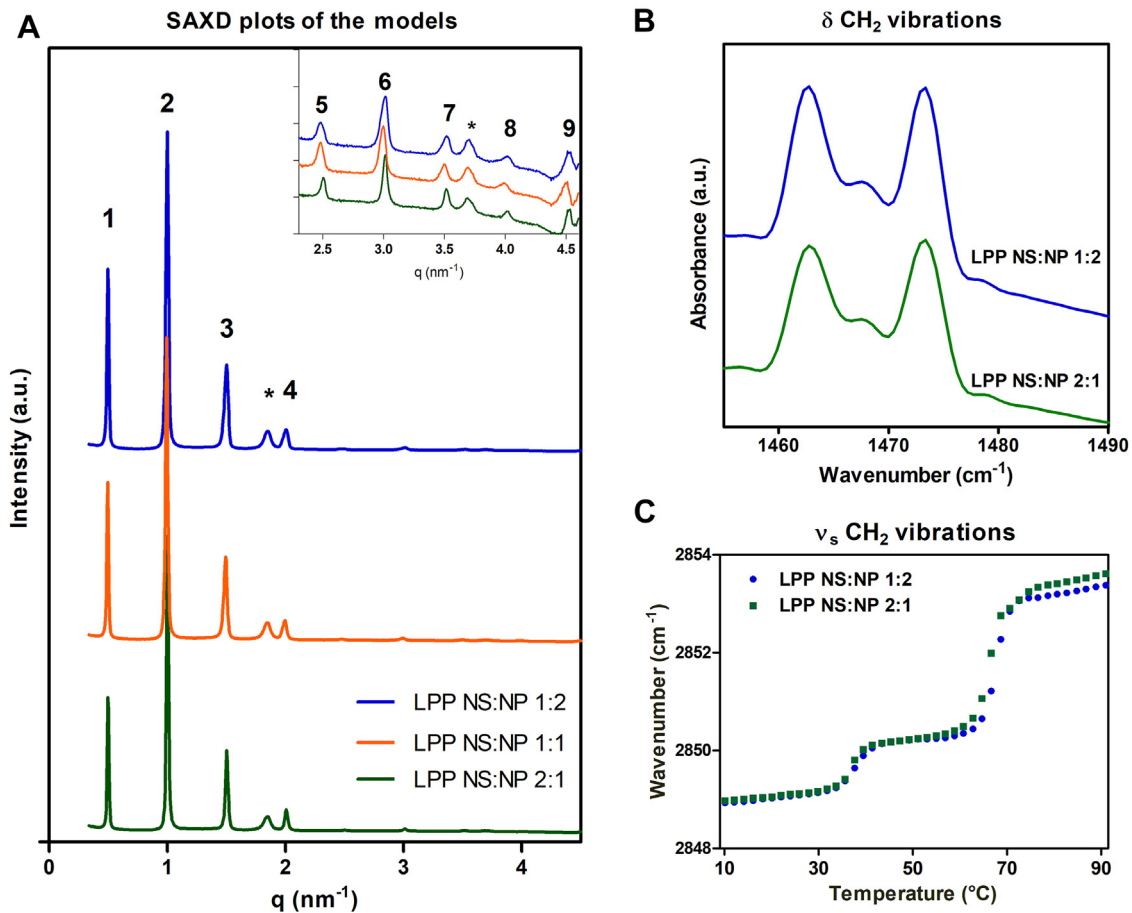 A
SAXD plots of the models
1
2
3
*
4
5
6
7
*
8
9
2.5
3.0
3.5
4.0
4.5
q (nm⁻¹)
Intensity (a.u.)
LPP NS:NP 1:2
LPP NS:NP 1:1
LPP NS:NP 2:1
0
1
2
3
4
q (nm⁻¹)
B
δ CH₂ vibrations
Absorbance (a.u.)
LPP NS:NP 1:2
LPP NS:NP 2:1
1460
1470
1480
1490
Wavenumber (cm⁻¹)
C
νₛ CH₂ vibrations
2854
2852
2850
2848
Wavenumber (cm⁻¹)
LPP NS:NP 1:2
LPP NS:NP 2:1
10
30
50
70
90
Temperature (°C)